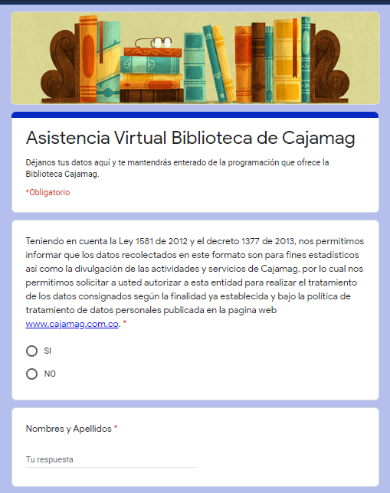 Asistencia Virtual Biblioteca de Cajamag
Déjanos tus datos aquí y te mantendrás enterado de la programación que ofrece la
Biblioteca Cajamag.
*Obligatorio
Teniendo en cuenta la Ley 1581 de 2012 y el decreto 1377 de 2013, nos permitimos
informar que los datos recolectados en este formato son para fines estadísticos
así como la divulgación de las actividades y servicios de Cajamag, por lo cual nos
permitimos solicitar a usted autorizar a esta entidad para realizar el tratamiento
de los datos consignados según la finalidad ya establecida y bajo la política de
tratamiento de datos personales publicada en la pagina web
www.cajamag.com.co. *
SI
NO
Nombres y Apellidos *
Tu respuesta